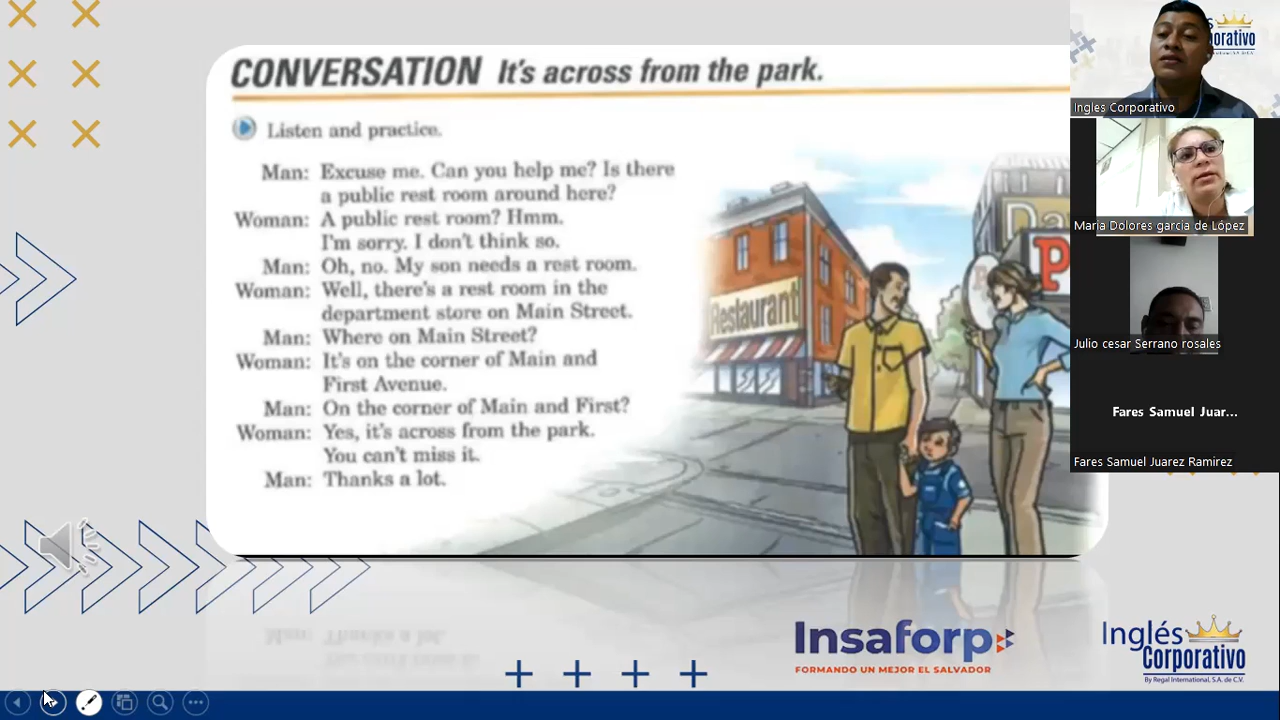 CONVERSATION It's across from the park.
Listen and practice.
Man: Excuse me. Can you help me? Is there
a public rest room around here?
Woman: A public rest room? Hmm.
I'm sorry. I don't think so.
Man: Oh, no. My son needs a rest room.
Woman: Well, there's a rest room in the
department store on Main Street.
Man: Where on Main Street?
Woman: It's on the corner of Main and
First Avenue.
Man: On the corner of Main and First?
Woman: Yes, it's across from the park.
You can't miss it.
Man: Thanks a lot.
Restaurant
Da
P
Man: Thanks a lot.
Insaforp
FORMANDO UN MEJOR EL SALVADOR
Inglés
Corporativo
By Regal International, S.A. de C.V.
orativo
Ingles Corporativo
Maria Dolores garcia de López
Julio cesar Serrano rosales
Fares Samuel Juar...
Fares Samuel Juarez Ramirez